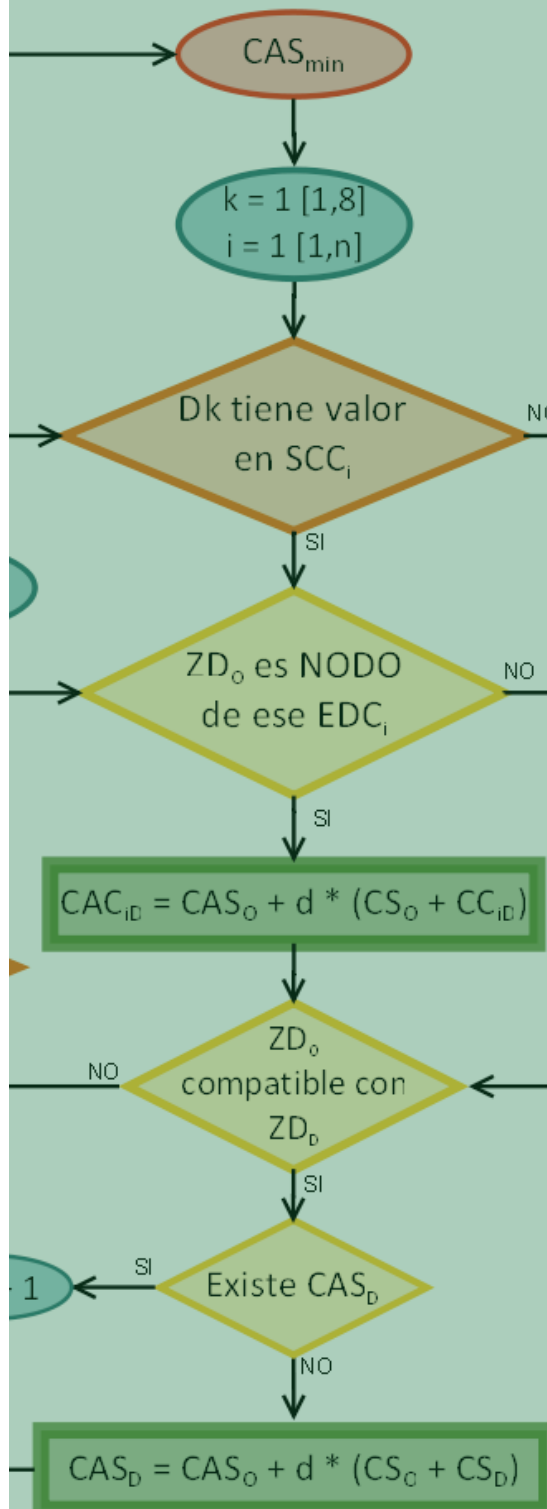 CASmin
k = 1 [1,8]
i = 1 [1,n]
Dk tiene valor
en SCCi
NO
SI
ZDo es NODO
de ese EDCi
NO
SI
CACiD = CASO + d * (CSO + CCiD)
ZDo
compatible con
ZDD
NO
SI
Existe CASD
SI
1
NO
CASD = CASO + d * (CSO + CSD)